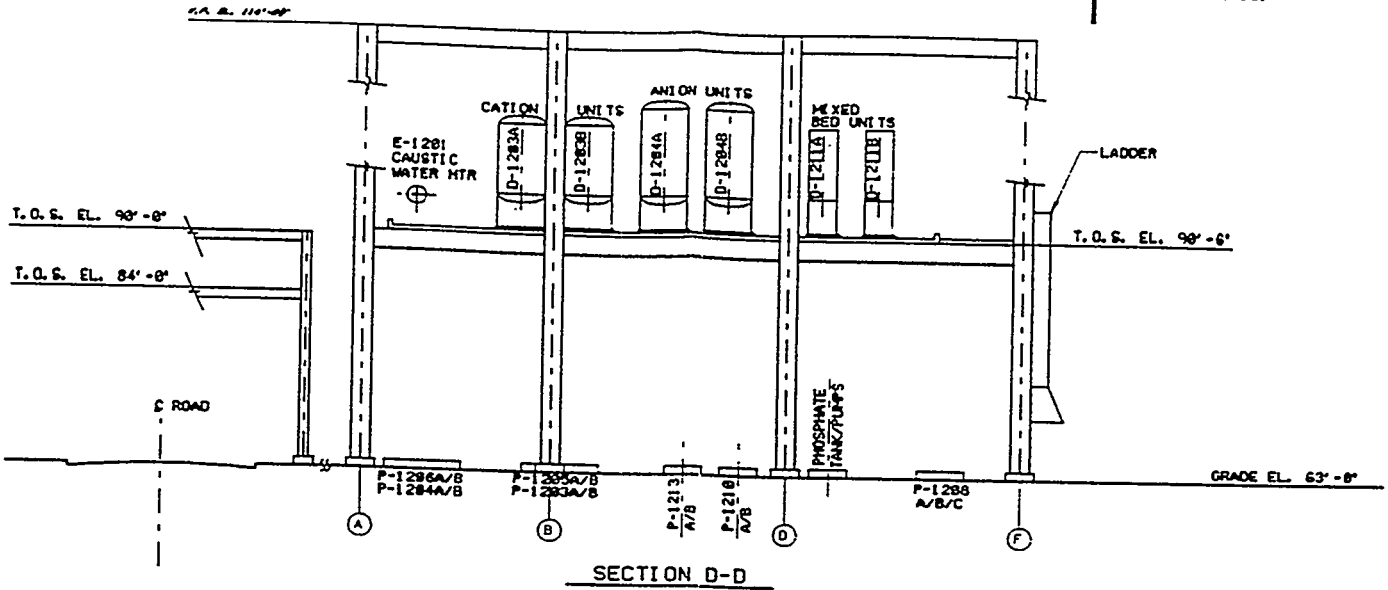 CATION UNITS
ANION UNITS
MIXED
BED UNITS
E-1201
CAUSTIC
WATER HTR
D-1203A
D-1203B
D-1204A
D-1204B
D-1211A
D-1211B
LADDER
T.O.S. EL. 90'-0"
T.O.S. EL. 90'-6"
T.O.S. EL. 84'-0"
℄ ROAD
PHOSPHATE
TANK/PUMPS
GRADE EL. 63'-0"
P-1206A/B
P-1204A/B
P-1205A/B
P-1203A/B
P-1213
A/B
P-1210
A/B
P-1208
A/B/C
A
B
D
F
SECTION D-D